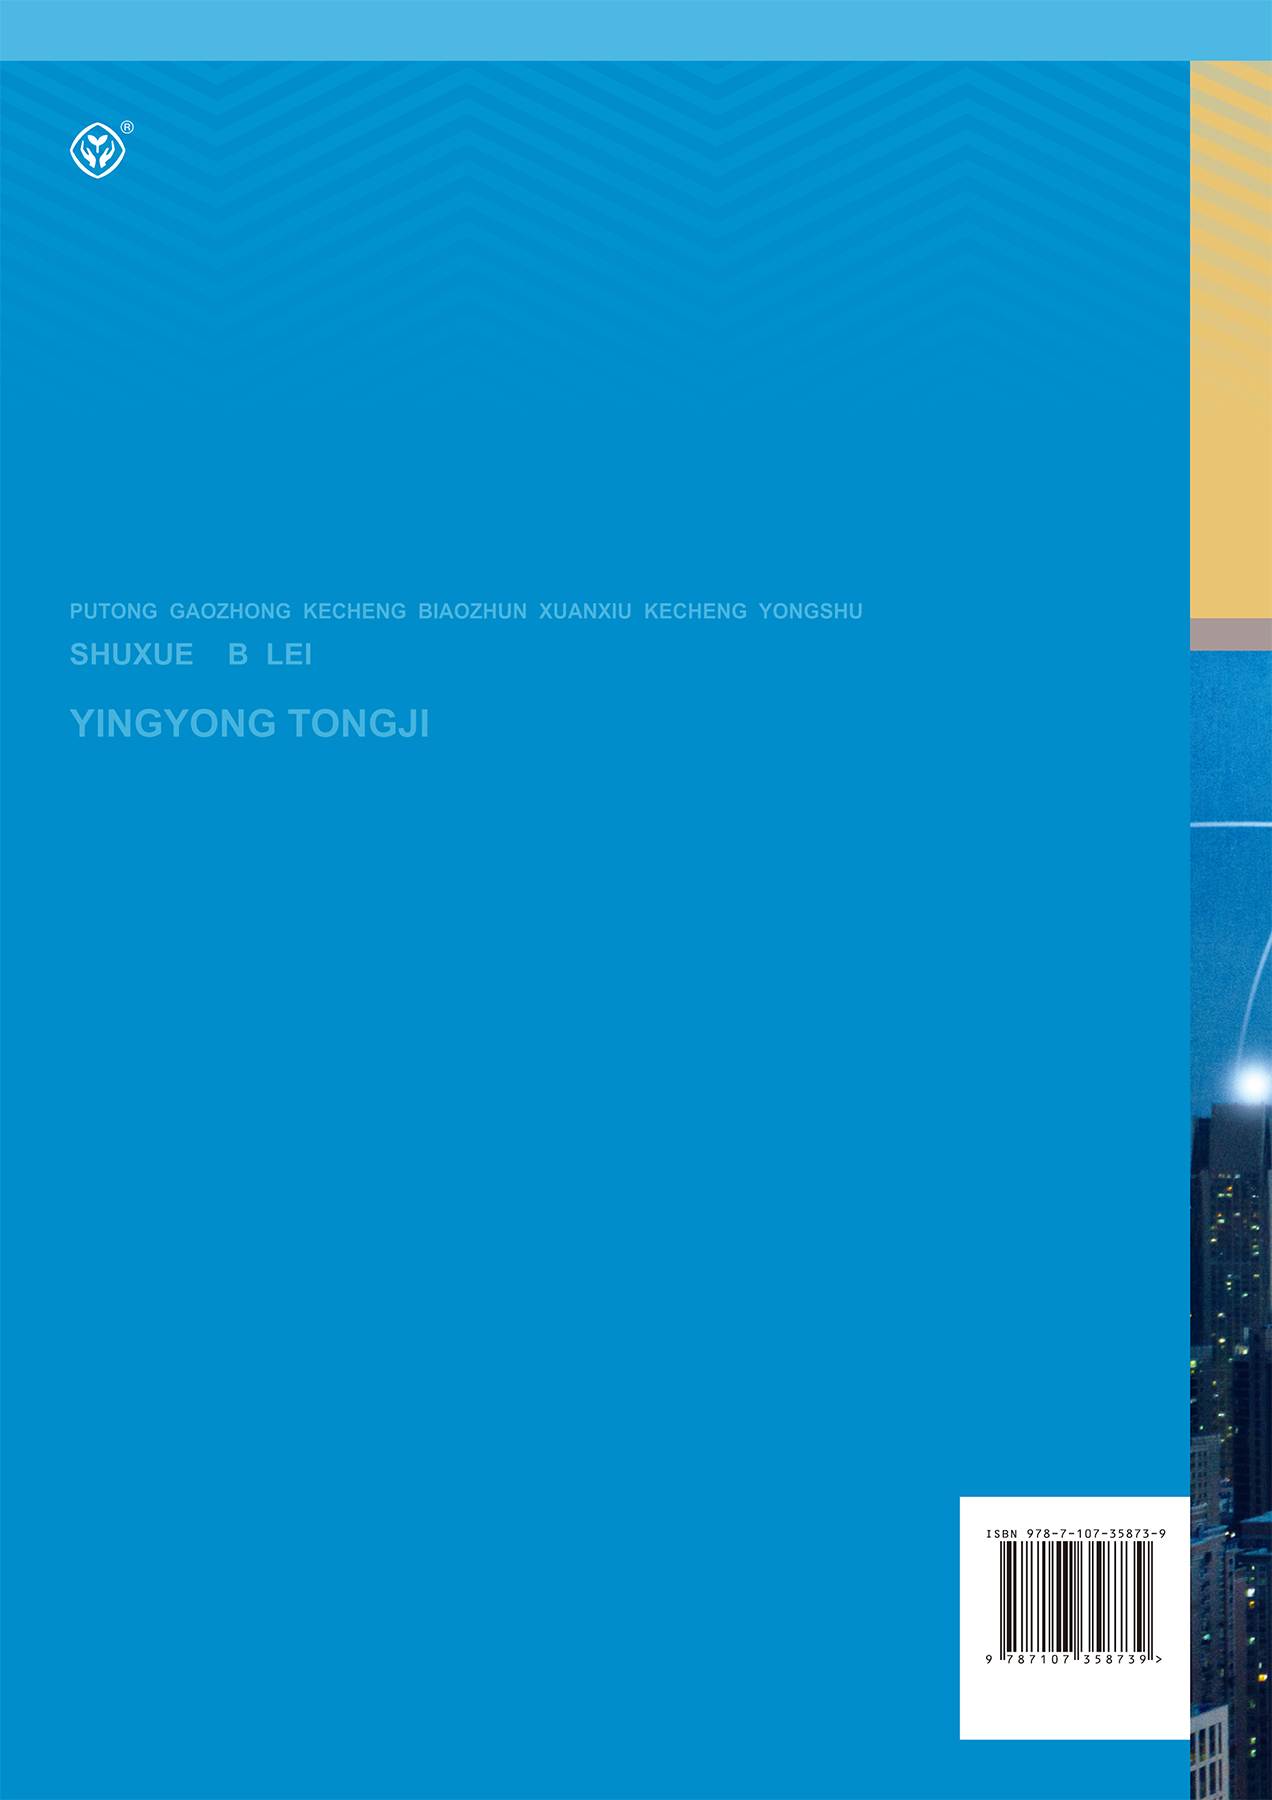 ®
PUTONG GAOZHONG KECHENG BIAOZHUN XUANXIU KECHENG YONGSHU
SHUXUE B LEI
YINGYONG TONGJI
ISBN 978-7-107-35873-9
9 787107 358739 >